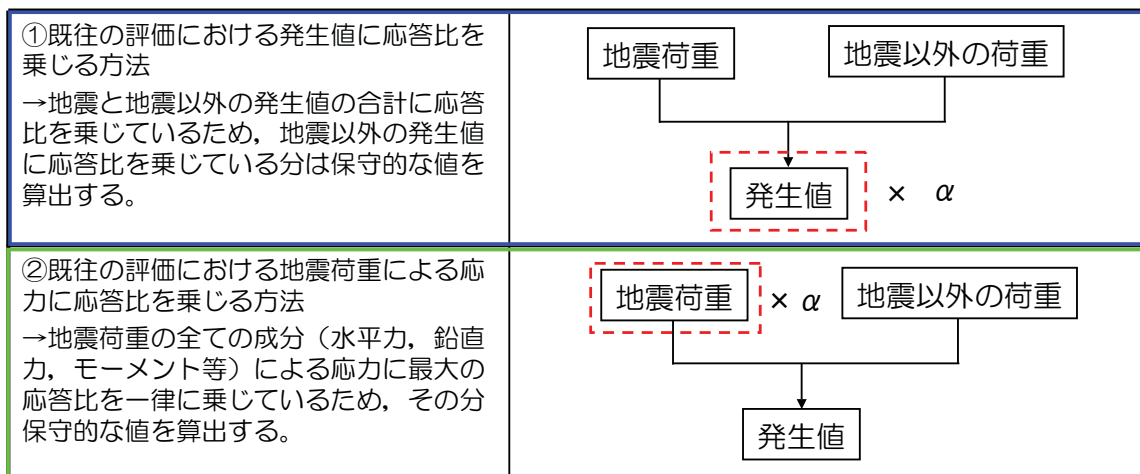 ①既往の評価における発生値に応答比を
乗じる方法
→地震と地震以外の発生値の合計に応答
比を乗じているため，地震以外の発生値
に応答比を乗じている分は保守的な値を
算出する。
地震荷重
地震以外の荷重
発生値 × α
②既往の評価における地震荷重による応
力に応答比を乗じる方法
→地震荷重の全ての成分（水平力，鉛直
力，モーメント等）による応力に最大の
応答比を一律に乗じているため，その分
保守的な値を算出する。
地震荷重 × α 地震以外の荷重
発生値